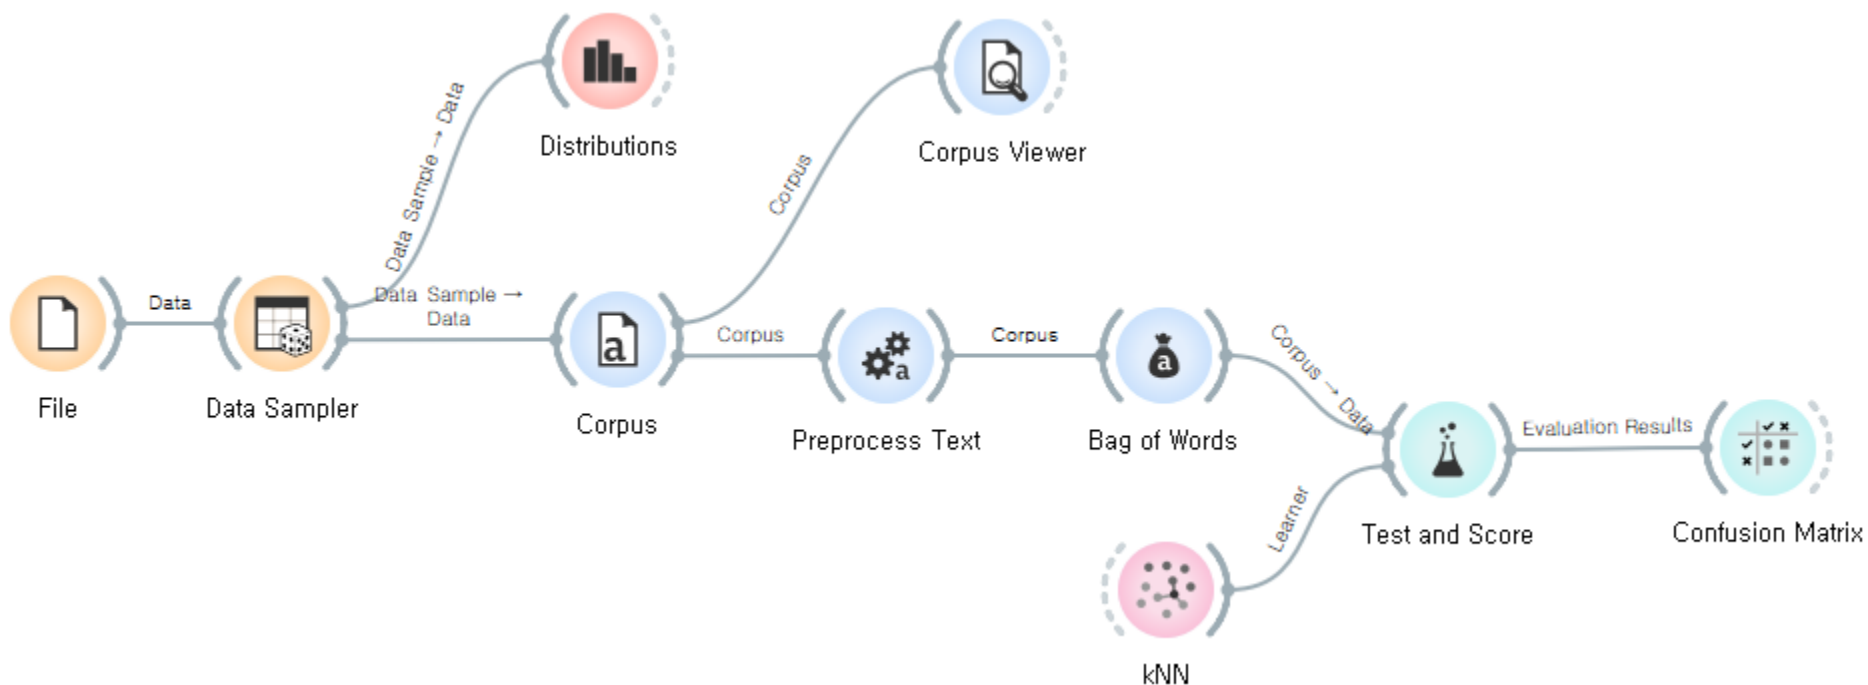 Distributions
Corpus Viewer
Data Sample → Data
Corpus
Data
Data Sample →
Data
File
Data Sampler
Corpus
Corpus
Preprocess Text
Corpus
Bag of Words
Corpus → Data
Learner
kNN
Test and Score
Evaluation Results
Confusion Matrix
a
a
a